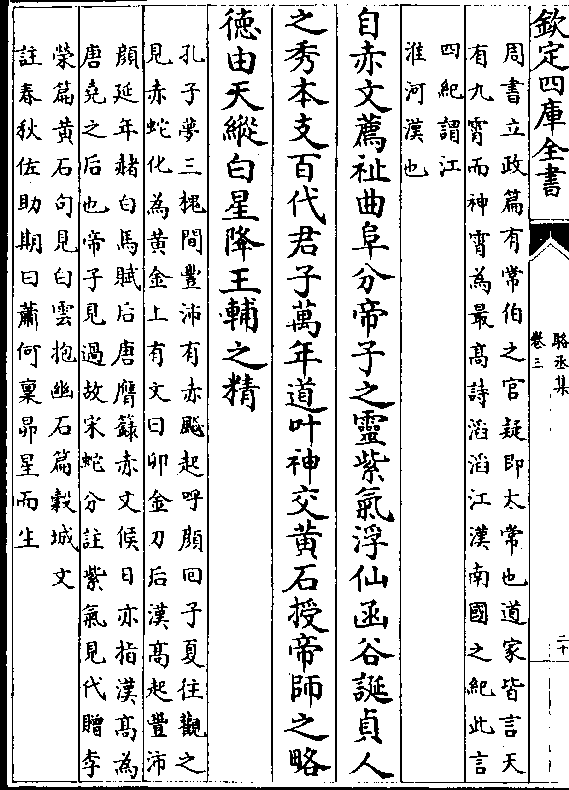 欽定四庫全書
駱丞集
卷三
二十
周書立政篇有常伯之官疑即太常也道家皆言天
有九霄而神霄為最高詩滔滔江漢南國之紀此言
四紀謂江
淮河漢也
自赤文薦祉曲阜分帝子之靈紫氣浮仙函谷誕貞人
之秀本支百代君子萬年道叶神交黄石授帝師之略
徳由天縱白星降王輔之精
孔子夢三槐間豐沛有赤颷起呼顔回子夏往觀之
見赤蛇化為黄金上有文曰卯金刀后漢髙起豐沛
顔延年赭白馬賦后唐膺籙赤文候日亦指漢髙為
唐堯之后也帝子見過故宋蛇分註紫氣見代贈李
榮篇黄石句見白雲抱幽石篇穀城文
註春秋佐助期曰蕭何稟昴星而生